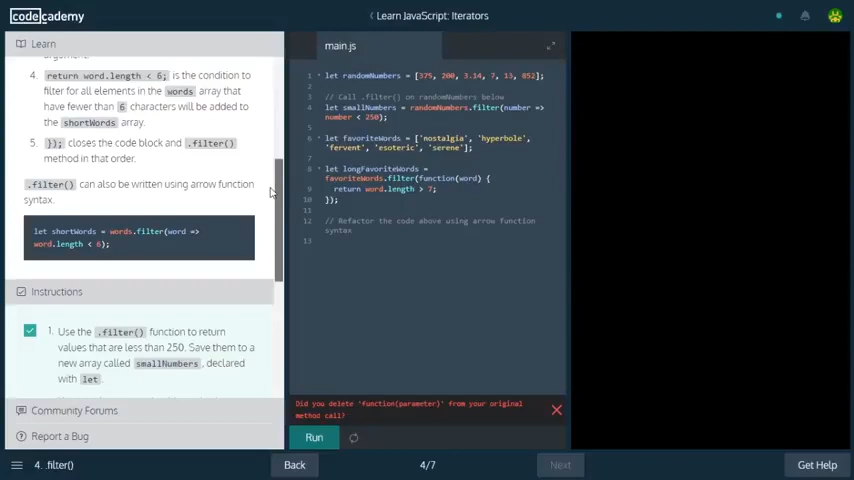 codecademy
Learn JavaScript: Iterators
Learn
4. return word.length < 6; is the condition to
filter for all elements in the words array that
have fewer than 6 characters will be added to
the shortWords array.
5. }); closes the code block and .filter()
method in that order.
.filter() can also be written using arrow function
syntax.
let shortWords = words.filter(word =>
word.length < 6);
Instructions
1. Use the .filter() function to return
values that are less than 250. Save them to a
new array called smallNumbers, declared
with let.
Community Forums
Report a Bug
main.js
1 let randomNumbers = [375, 200, 3.14, 7, 13, 852];
2
3 // Call .filter() on randomNumbers below
4 let smallNumbers = randomNumbers.filter(number =>
number < 250);
5
6 let favoriteWords = ['nostalgia', 'hyperbole',
'fervent', 'esoteric', 'serene'];
7
8 let longFavoriteWords =
favoriteWords.filter(function(word) {
9 return word.length > 7;
10 });
11
12 // Refactor the code above using arrow function
syntax
13
Did you delete 'function(parameter)' from your original
method call?
Run
4. .filter()
Back
4/7
Next
Get Help